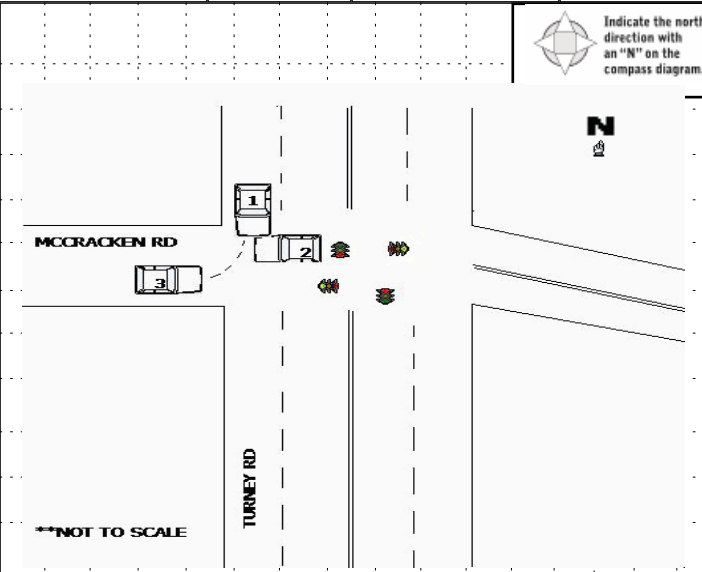 Indicate the north
direction with
an "N" on the
compass diagram.
N
1
MCCRACKEN RD
2
3
TURNEY RD
**NOT TO SCALE